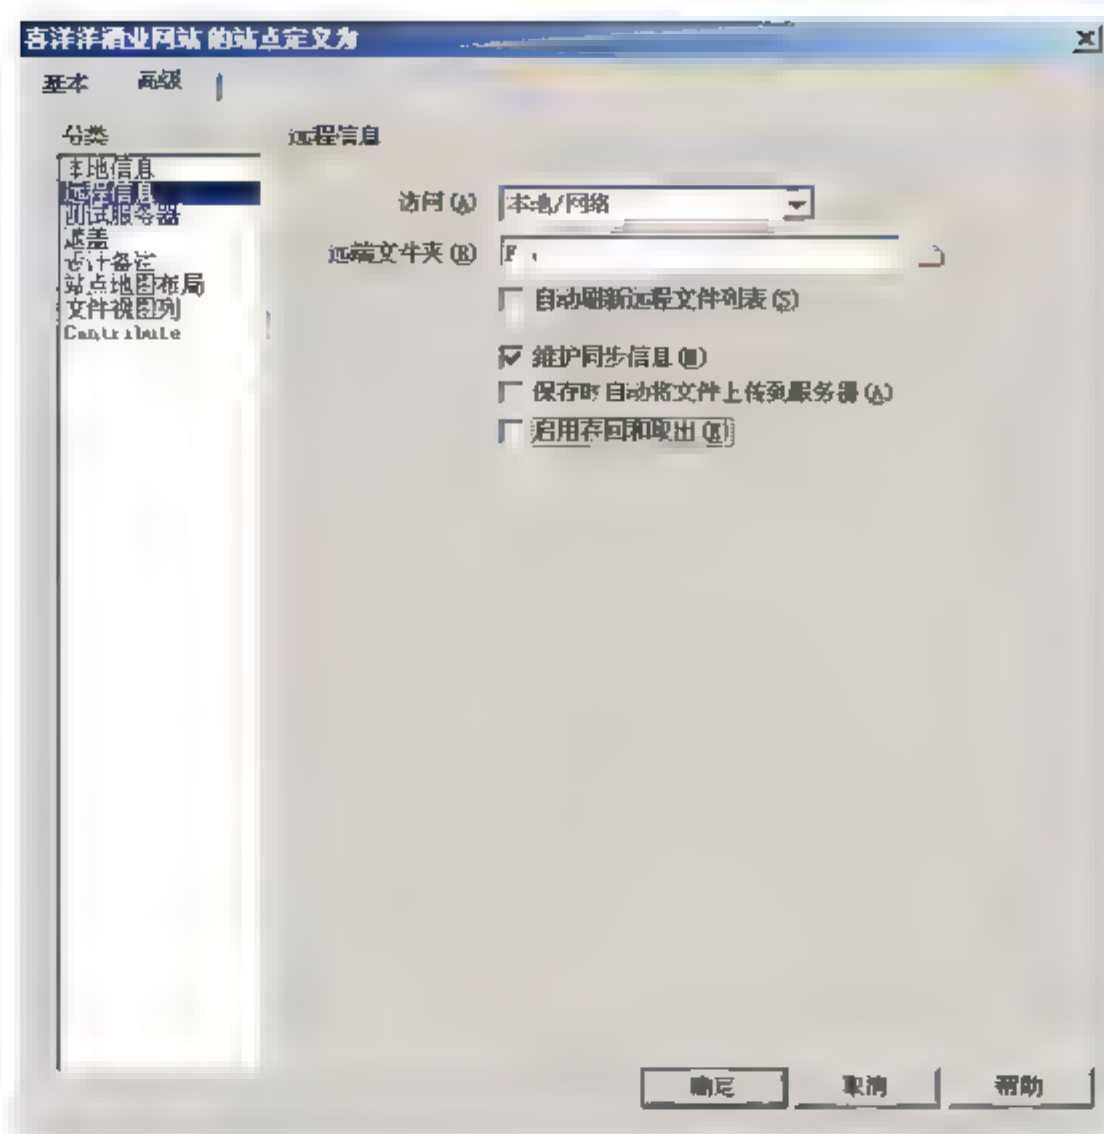 喜洋洋酒业网站 的站点定义为
基本 高级
分类
本地信息
远程信息
测试服务器
遮盖
设计备注
站点地图布局
文件视图列
Contribute
远程信息
访问(A) 本地/网络
远端文件夹(R)
自动刷新远程文件列表(S)
维护同步信息(M)
保存时自动将文件上传到服务器(A)
启用存回和取出(E)
确定 取消 帮助